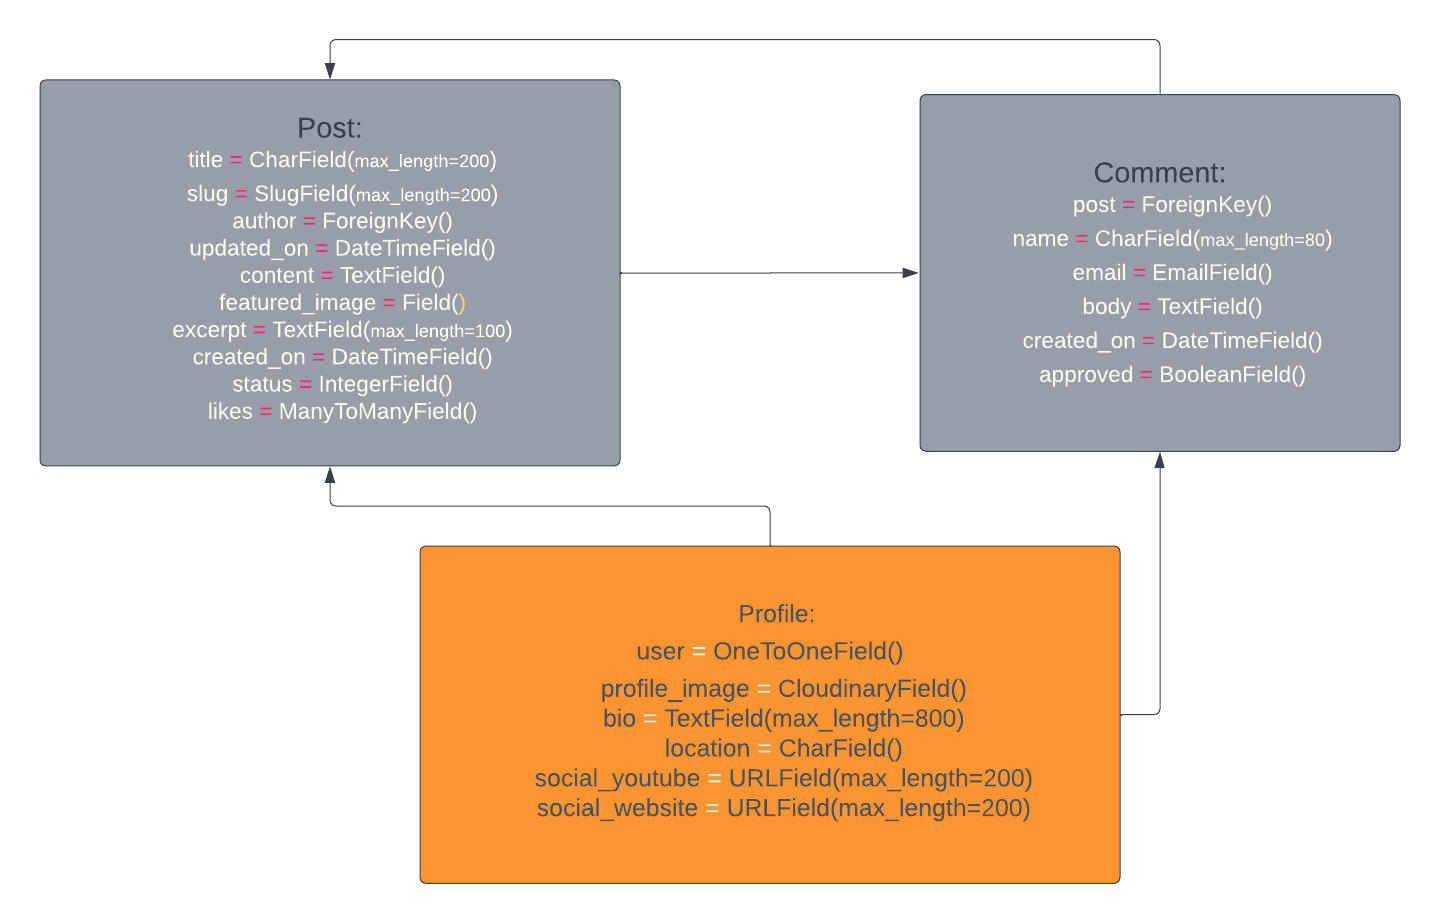 Post:
title = CharField(max_length=200)
slug = SlugField(max_length=200)
author = ForeignKey()
updated_on = DateTimeField()
content = TextField()
featured_image = Field()
excerpt = TextField(max_length=100)
created_on = DateTimeField()
status = IntegerField()
likes = ManyToManyField()
Comment:
post = ForeignKey()
name = CharField(max_length=80)
email = EmailField()
body = TextField()
created_on = DateTimeField()
approved = BooleanField()
Profile:
user = OneToOneField()
profile_image = CloudinaryField()
bio = TextField(max_length=800)
location = CharField()
social_youtube = URLField(max_length=200)
social_website = URLField(max_length=200)